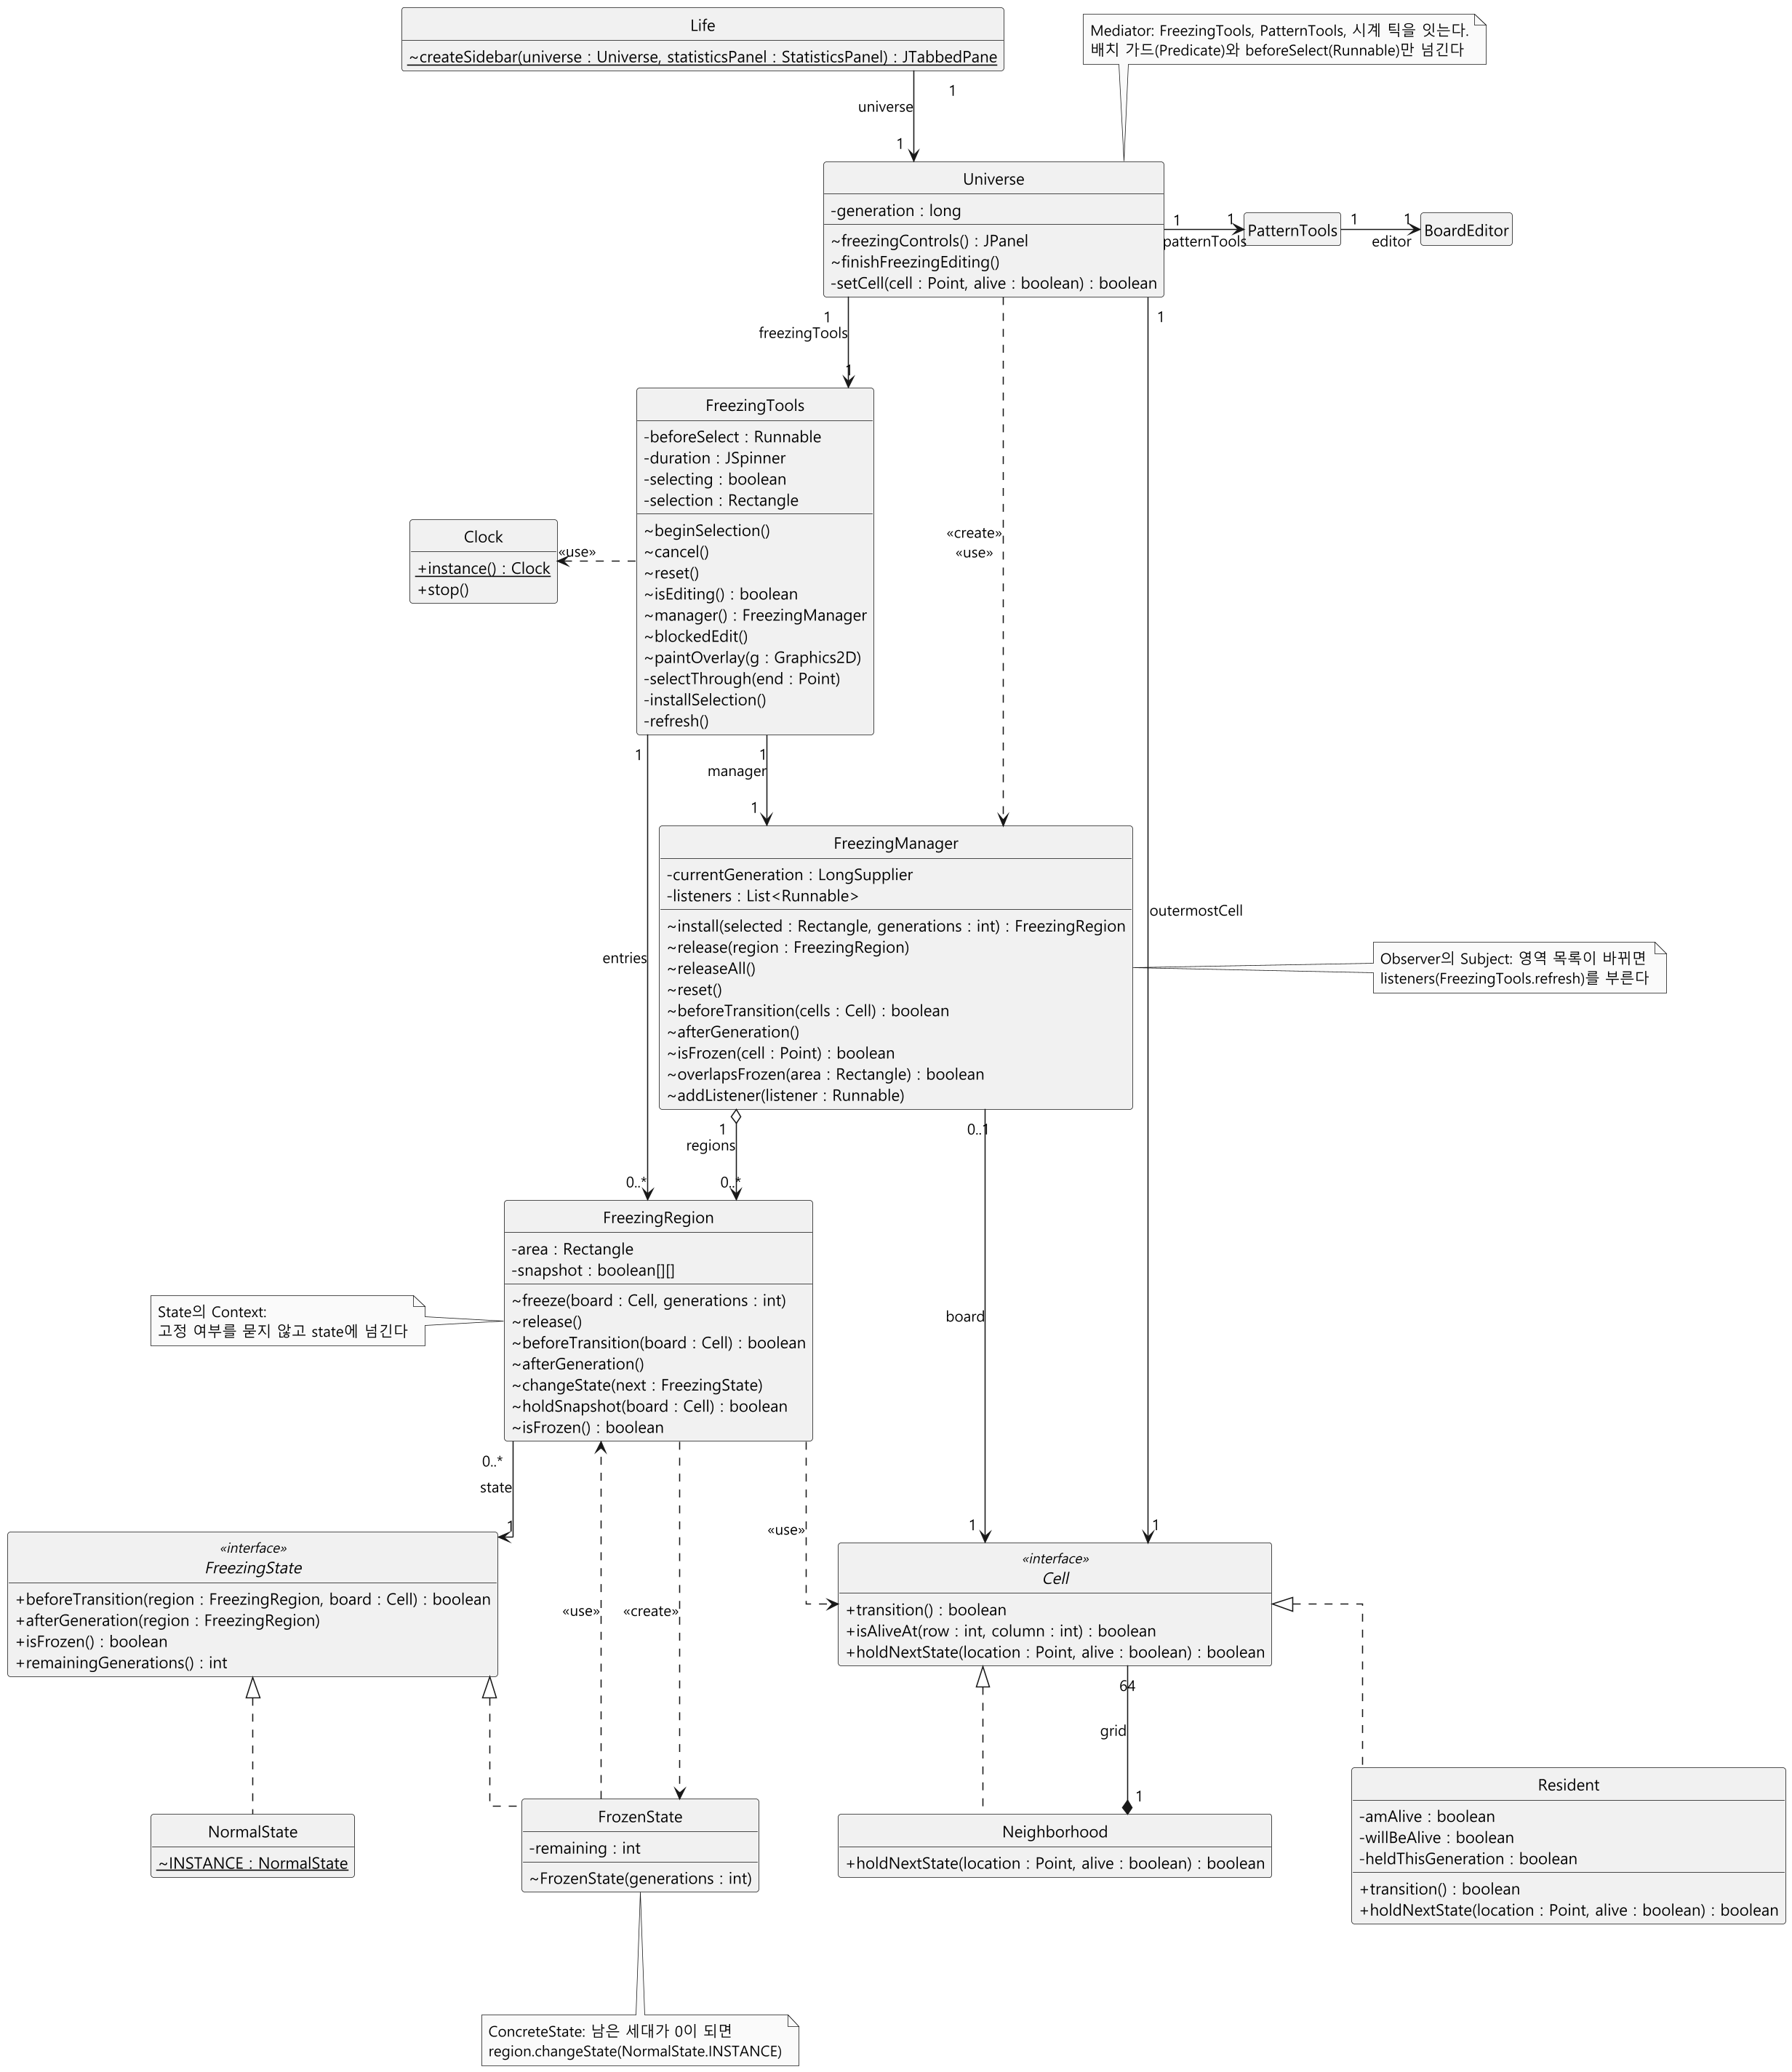 Life
~createSidebar(universe : Universe, statisticsPanel : StatisticsPanel) : JTabbedPane
Mediator: FreezingTools, PatternTools, 시계 틱을 잇는다.
배치 가드(Predicate)와 beforeSelect(Runnable)만 넘긴다
1
universe
1
Universe
-generation : long
~freezingControls() : JPanel
~finishFreezingEditing()
-setCell(cell : Point, alive : boolean) : boolean
1
patternTools
1
PatternTools
1
editor
1
BoardEditor
1
freezingTools
1
1
FreezingTools
-beforeSelect : Runnable
-duration : JSpinner
-selecting : boolean
-selection : Rectangle
~beginSelection()
~cancel()
~reset()
~isEditing() : boolean
~manager() : FreezingManager
~blockedEdit()
~paintOverlay(g : Graphics2D)
-selectThrough(end : Point)
-installSelection()
-refresh()
Clock
+instance() : Clock
+stop()
«use»
«create»
«use»
1
1
manager
1
entries
outermostCell
FreezingManager
-currentGeneration : LongSupplier
-listeners : List<Runnable>
~install(selected : Rectangle, generations : int) : FreezingRegion
~release(region : FreezingRegion)
~releaseAll()
~reset()
~beforeTransition(cells : Cell) : boolean
~afterGeneration()
~isFrozen(cell : Point) : boolean
~overlapsFrozen(area : Rectangle) : boolean
~addListener(listener : Runnable)
Observer의 Subject: 영역 목록이 바뀌면
listeners(FreezingTools.refresh)를 부른다
1
regions
0..1
0..*
0..*
FreezingRegion
-area : Rectangle
-snapshot : boolean[][]
~freeze(board : Cell, generations : int)
~release()
~beforeTransition(board : Cell) : boolean
~afterGeneration()
~changeState(next : FreezingState)
~holdSnapshot(board : Cell) : boolean
~isFrozen() : boolean
State의 Context:
고정 여부를 묻지 않고 state에 넘긴다
board
0..*
state
1
«use»
1
1
«interface»
FreezingState
+beforeTransition(region : FreezingRegion, board : Cell) : boolean
+afterGeneration(region : FreezingRegion)
+isFrozen() : boolean
+remainingGenerations() : int
«use»
«create»
«interface»
Cell
+transition() : boolean
+isAliveAt(row : int, column : int) : boolean
+holdNextState(location : Point, alive : boolean) : boolean
64
grid
1
NormalState
~INSTANCE : NormalState
FrozenState
-remaining : int
~FrozenState(generations : int)
Neighborhood
+holdNextState(location : Point, alive : boolean) : boolean
Resident
-amAlive : boolean
-willBeAlive : boolean
-heldThisGeneration : boolean
+transition() : boolean
+holdNextState(location : Point, alive : boolean) : boolean
ConcreteState: 남은 세대가 0이 되면
region.changeState(NormalState.INSTANCE)